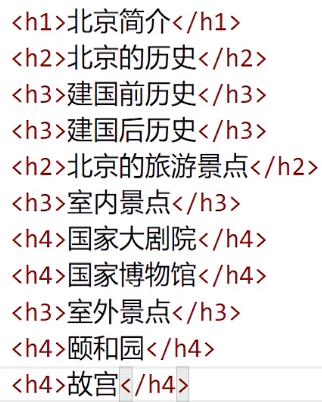 <h1>北京简介</h1>
<h2>北京的历史</h2>
<h3>建国前历史</h3>
<h3>建国后历史</h3>
<h2>北京的旅游景点</h2>
<h3>室内景点</h3>
<h4>国家大剧院</h4>
<h4>国家博物馆</h4>
<h3>室外景点</h3>
<h4>颐和园</h4>
<h4>故宫</h4>